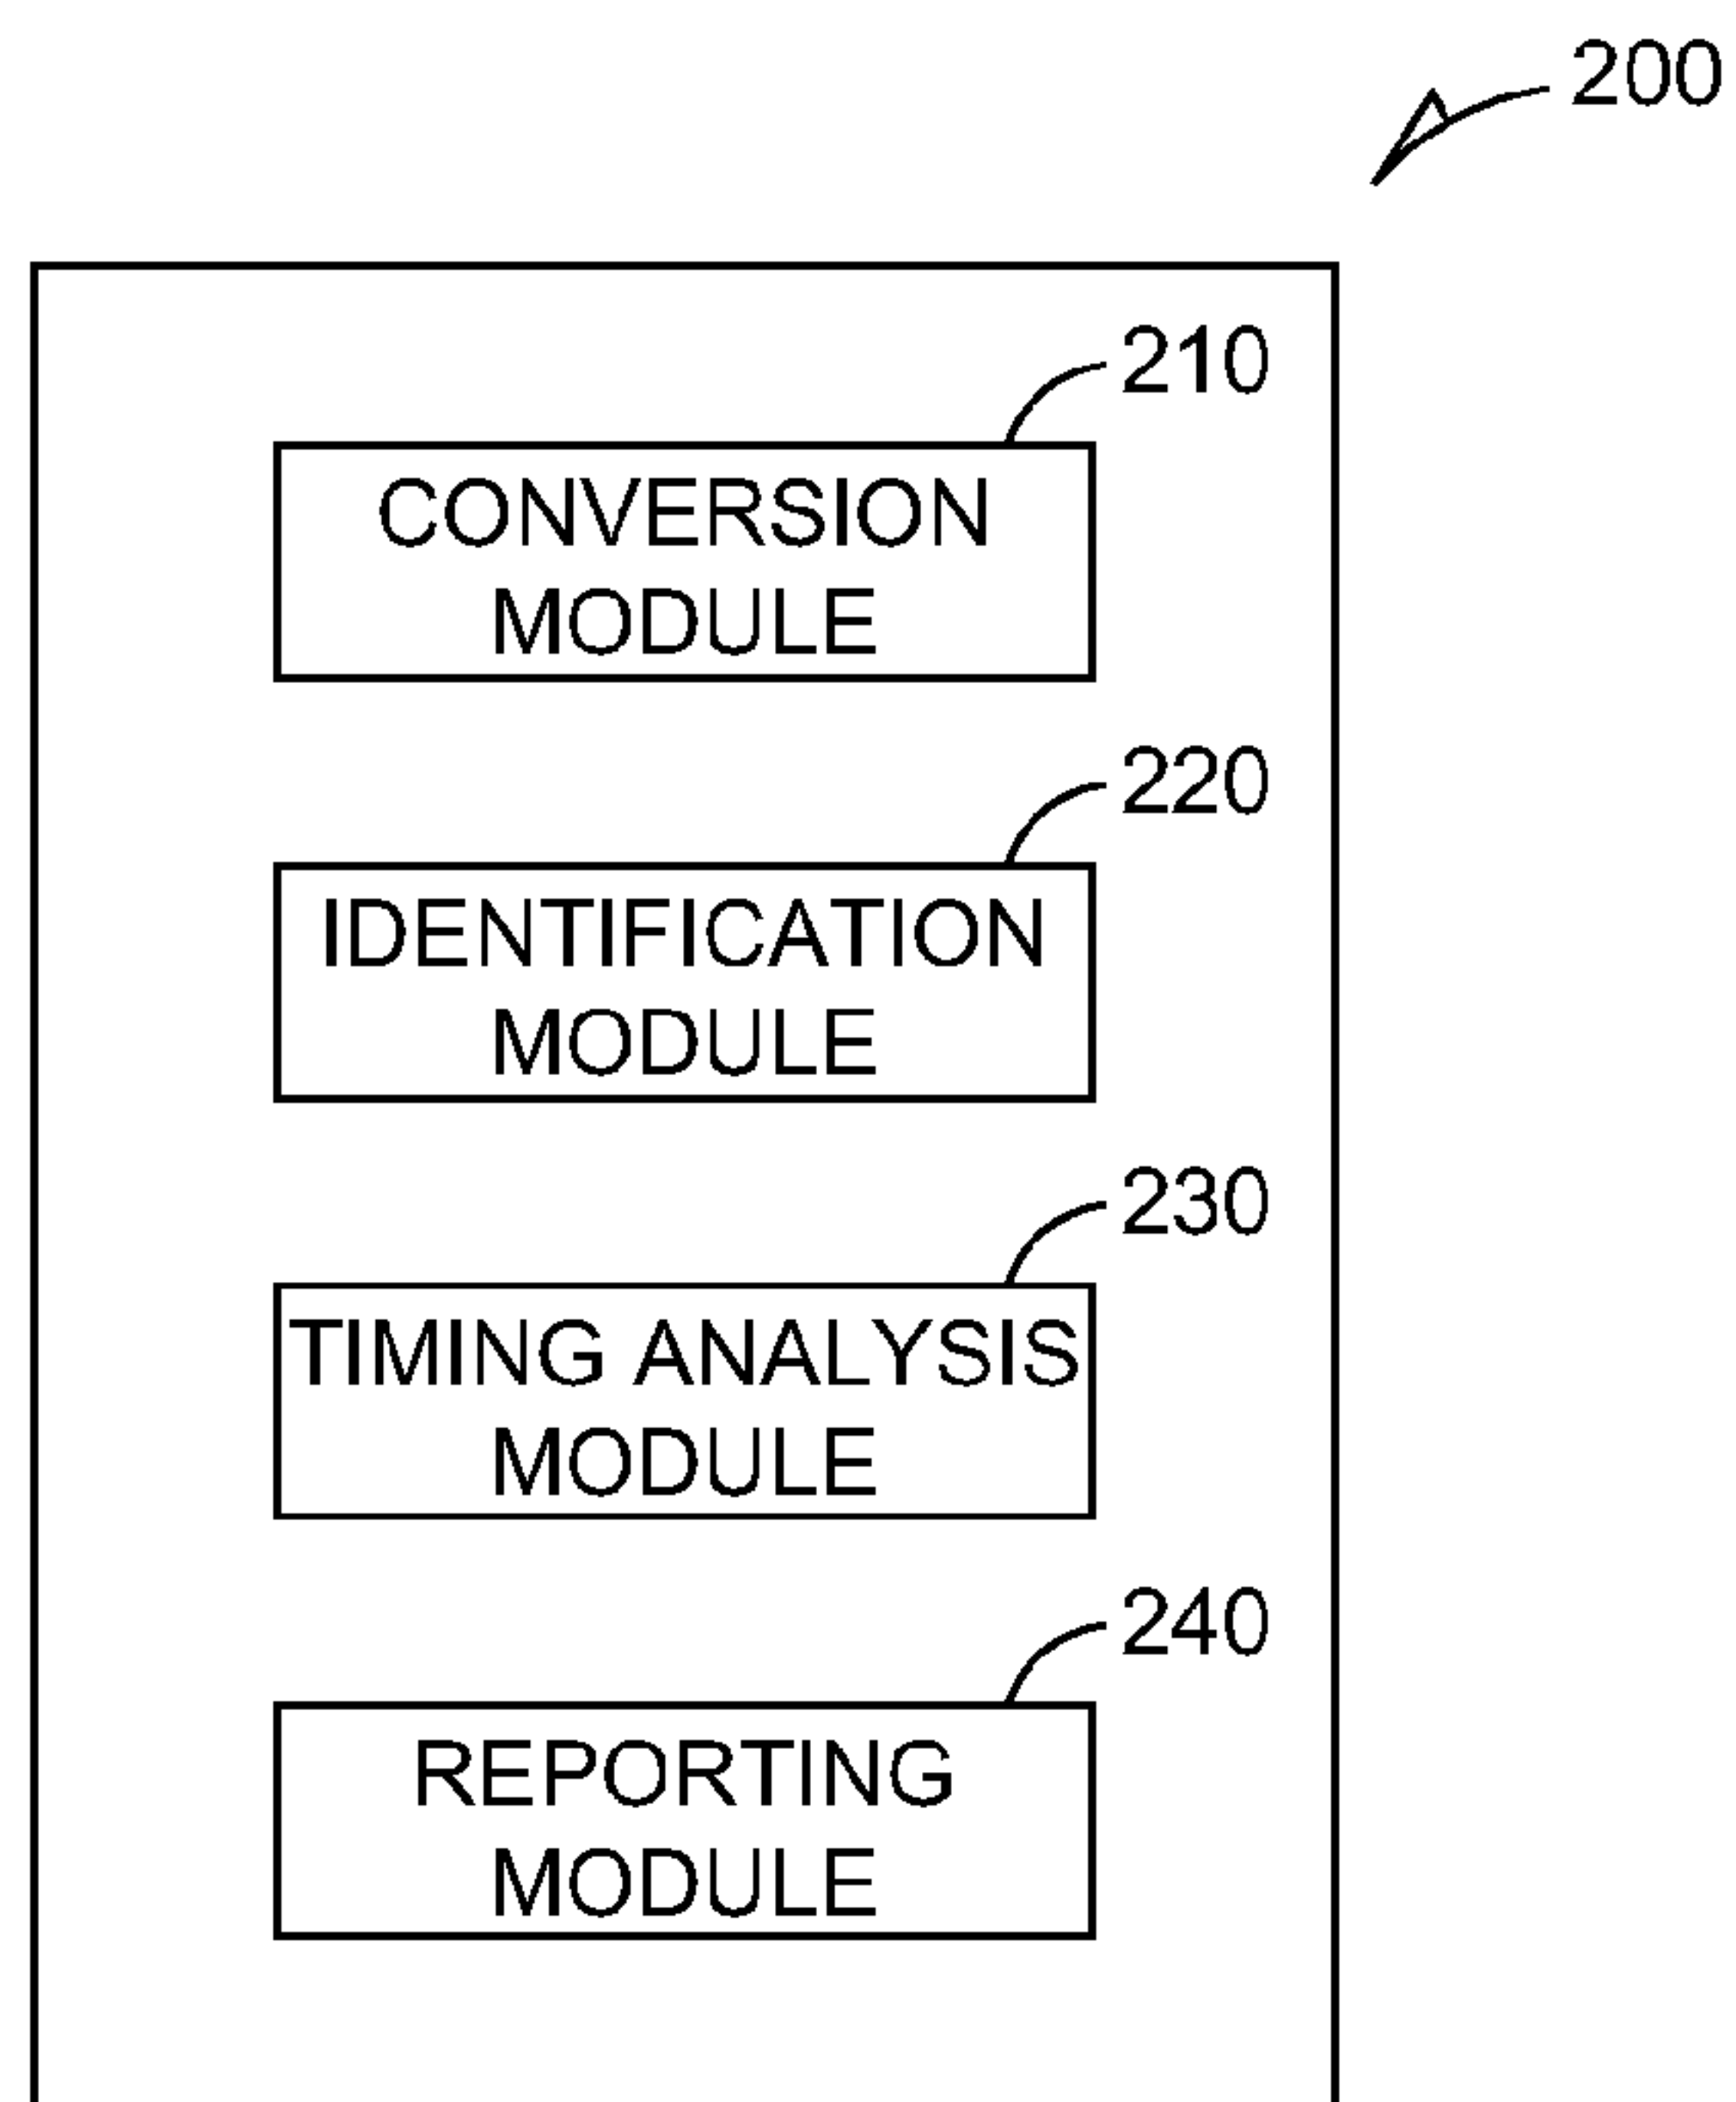 200
210
CONVERSION
MODULE
220
IDENTIFICATION
MODULE
230
TIMING ANALYSIS
MODULE
240
REPORTING
MODULE